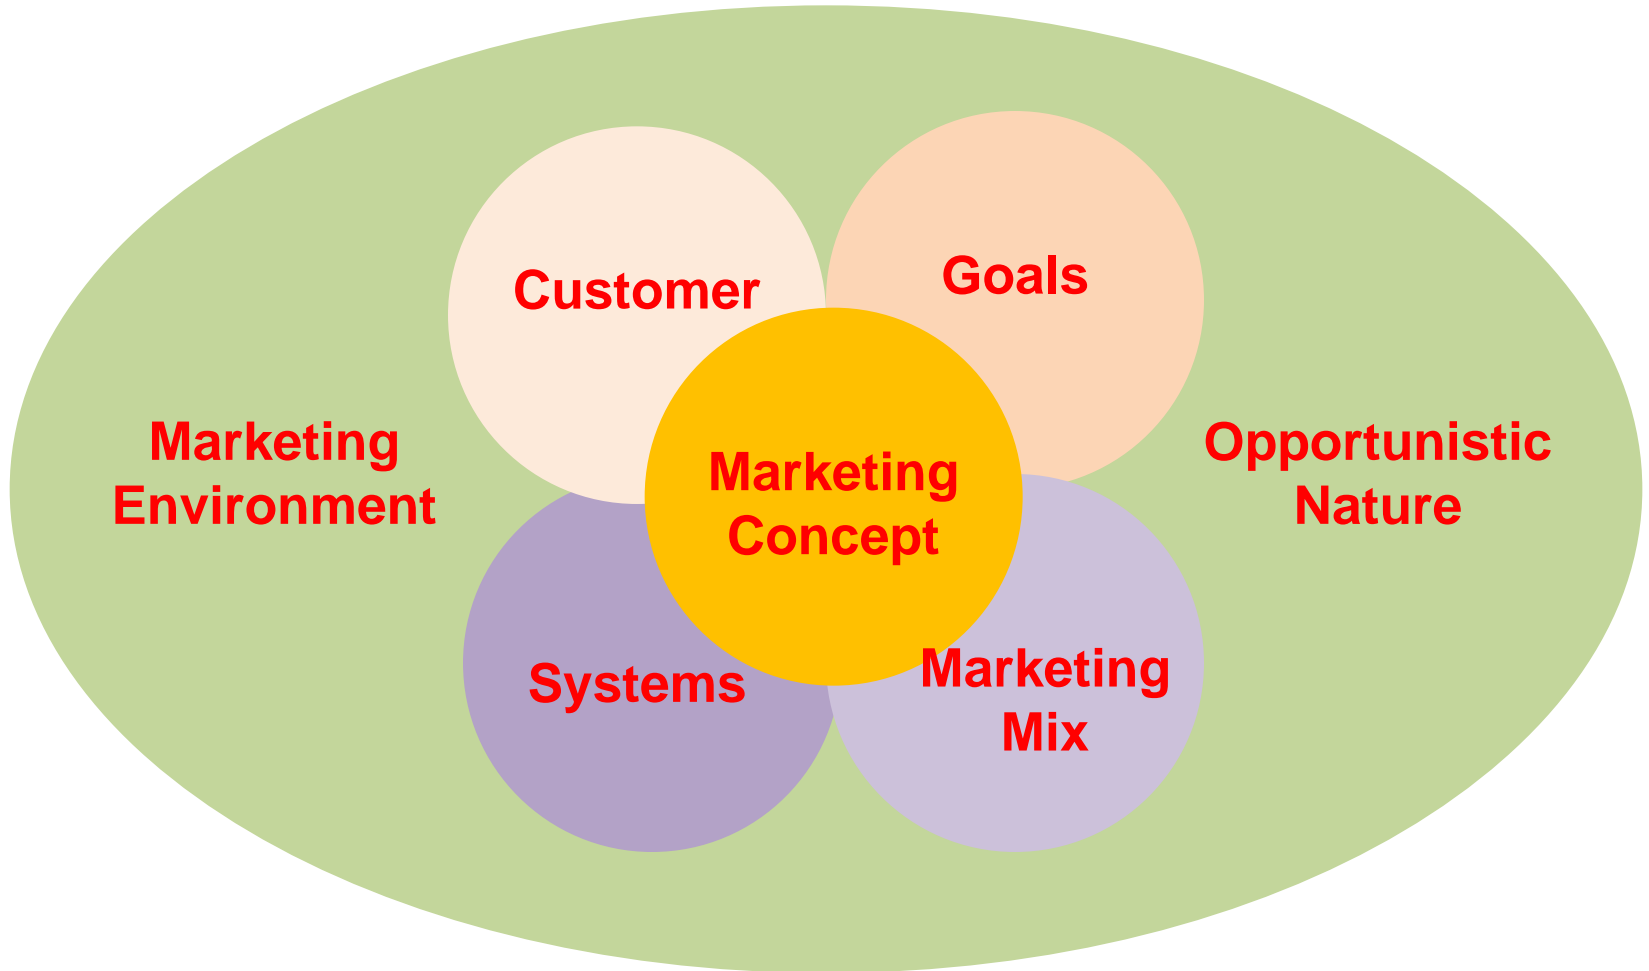 Customer
Goals
Marketing
Environment
Marketing
Concept
Opportunistic
Nature
Systems
Marketing
Mix